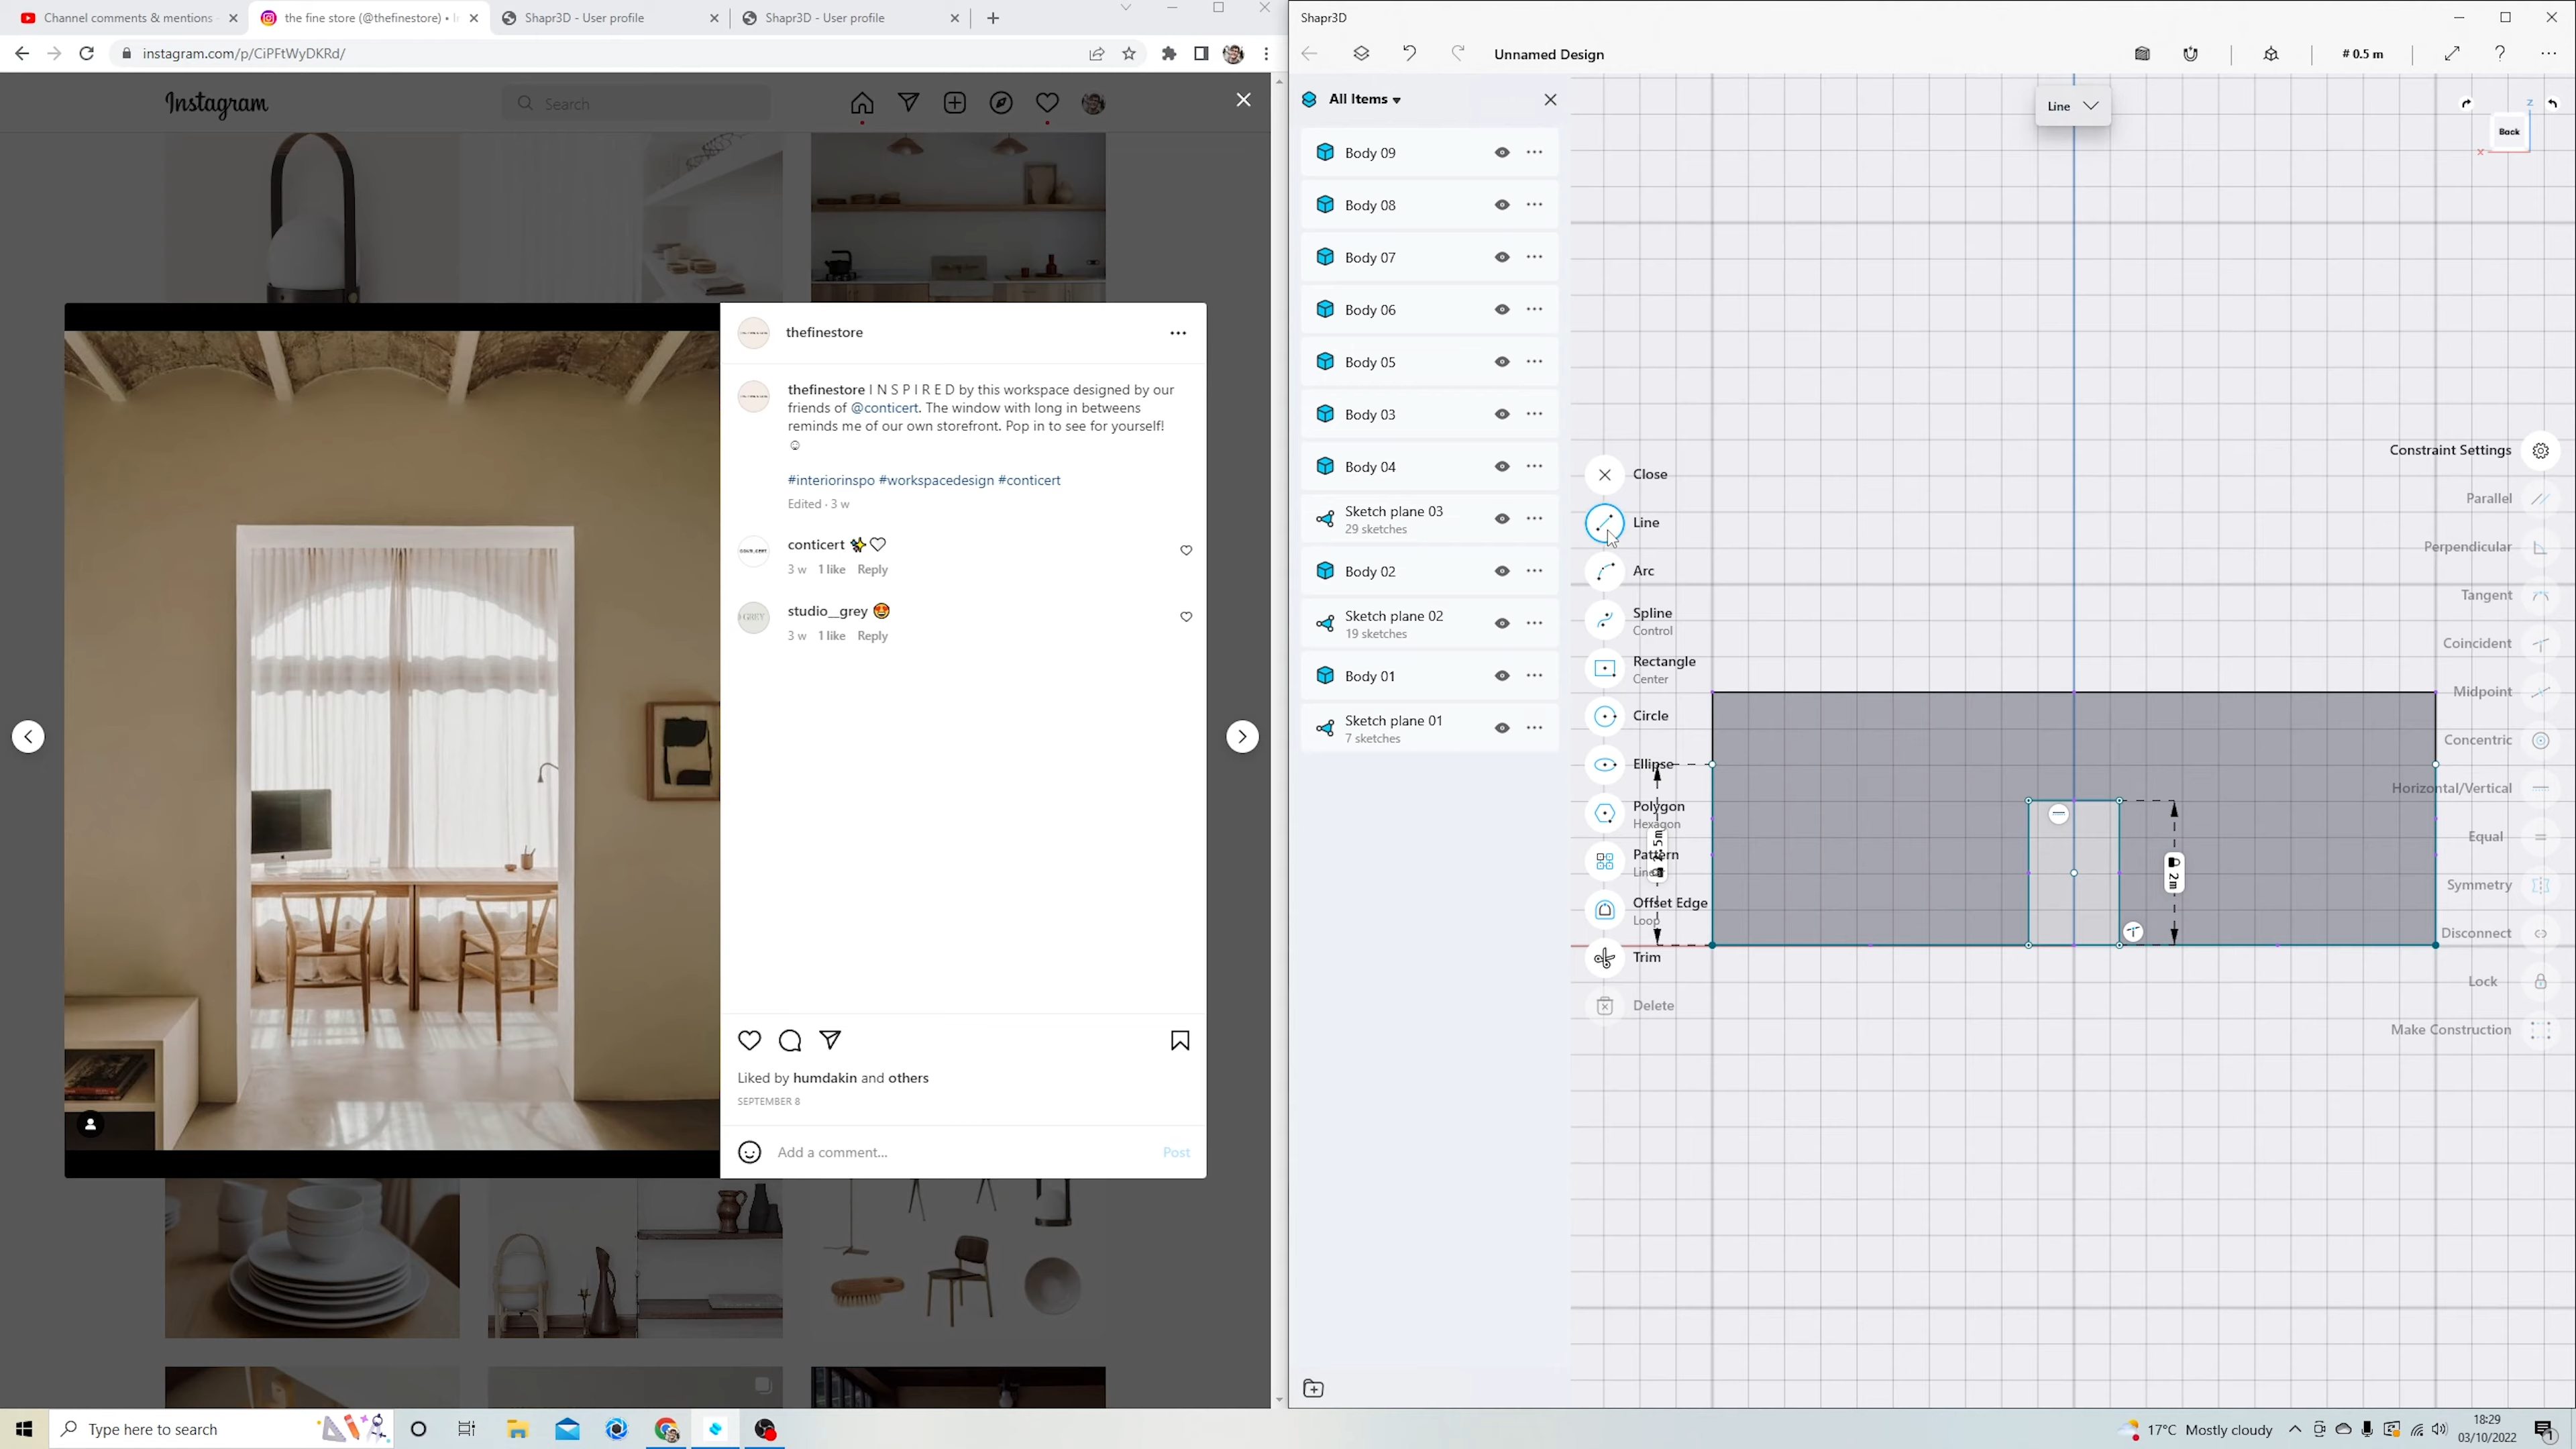 Channel comments & mentions
the fine store (@thefinestore) • I
Shapr3D - User profile
Shapr3D - User profile
instagram.com/p/CiPFtWyDKRd/
Instagram
Search
thefinestore
thefinestore I N S P I R E D by this workspace designed by our
friends of @conticert. The window with long in betweens
reminds me of our own storefront. Pop in to see for yourself!
☺
#interiorinspo #workspacedesign #conticert
Edited · 3 w
conticert ✨🤍
3 w 1 like Reply
studio__grey 😍
3 w 1 like Reply
Liked by humdakin and others
SEPTEMBER 8
Add a comment...
Post
Shapr3D
Unnamed Design
# 0.5 m
All Items
Body 09
Body 08
Body 07
Body 06
Body 05
Body 03
Body 04
Sketch plane 03
29 sketches
Body 02
Sketch plane 02
19 sketches
Body 01
Sketch plane 01
7 sketches
Line
Z
Back
X
Close
Line
Arc
Spline
Control
Rectangle
Center
Circle
Ellipse
Polygon
Hexagon
Pattern
Offset Edge
Loop
Trim
Delete
2.5m
2m
Constraint Settings
Parallel
Perpendicular
Tangent
Coincident
Midpoint
Concentric
Horizontal/Vertical
Equal
Symmetry
Disconnect
Lock
Make Construction
Type here to search
17°C Mostly cloudy
18:29
03/10/2022